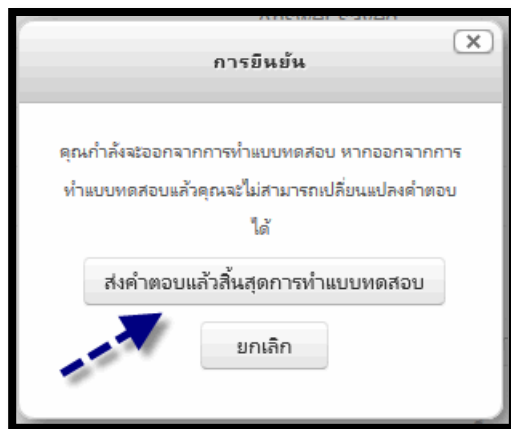 Answer saved
การยืนยัน
คุณกำลังจะออกจากการทำแบบทดสอบ หากออกจากการ
ทำแบบทดสอบแล้วคุณจะไม่สามารถเปลี่ยนแปลงคำตอบ
ได้
ส่งคำตอบแล้วสิ้นสุดการทำแบบทดสอบ
ยกเลิก